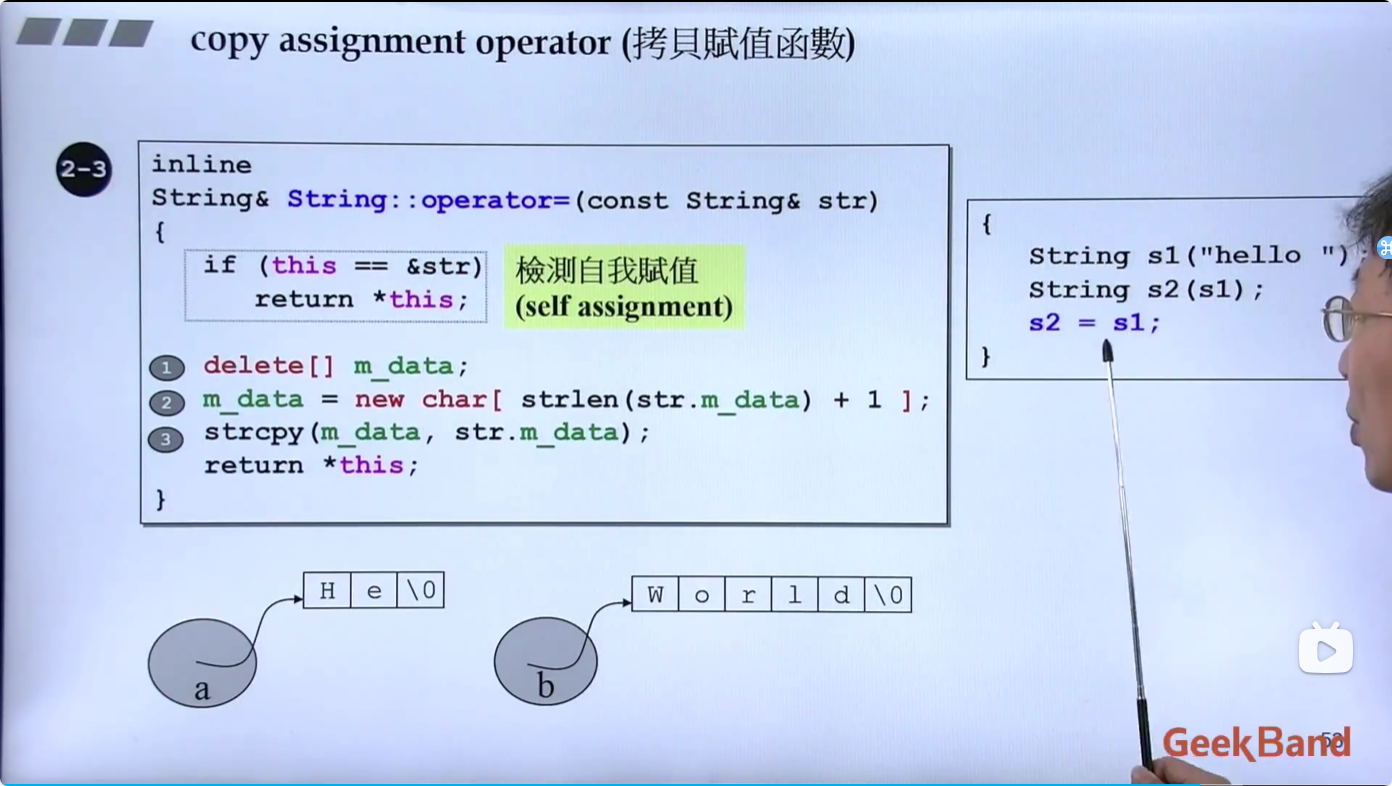 copy assignment operator (拷貝賦值函數)
2-3
inline
String& String::operator=(const String& str)
{
if (this == &str)
return *this;
檢測自我賦值
(self assignment)
1 delete[] m_data;
2 m_data = new char[ strlen(str.m_data) + 1 ];
3 strcpy(m_data, str.m_data);
return *this;
}
{
String s1("hello ")
String s2(s1);
s2 = s1;
}
H e \0
W o r l d \0
a
b
GeekBand